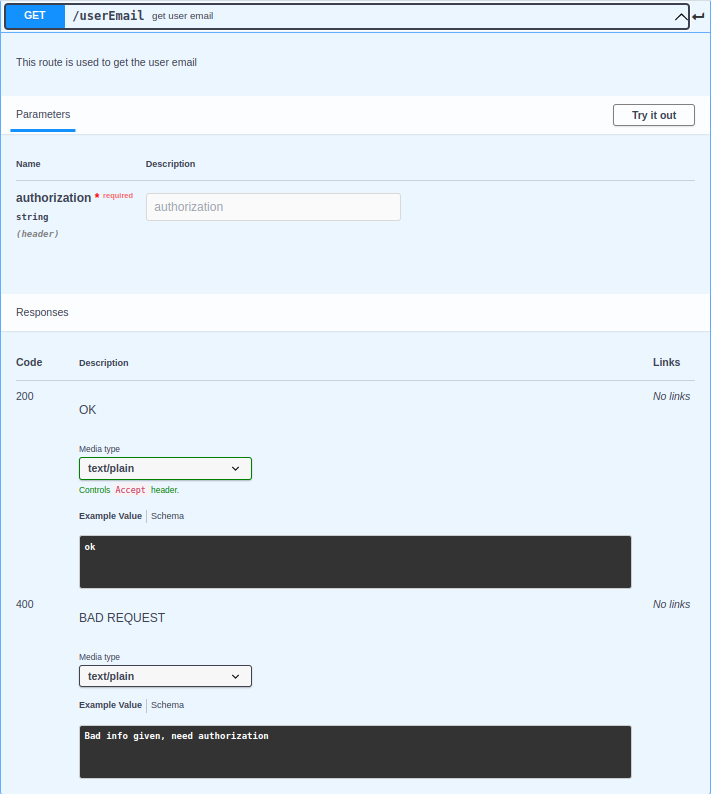 GET /userEmail get user email
This route is used to get the user email
Parameters Try it out
Name Description
authorization * required authorization
string
(header)
Responses
Code Description Links
200 No links
OK
Media type
text/plain
Controls Accept header.
Example Value Schema
ok
400 No links
BAD REQUEST
Media type
text/plain
Example Value Schema
Bad info given, need authorization